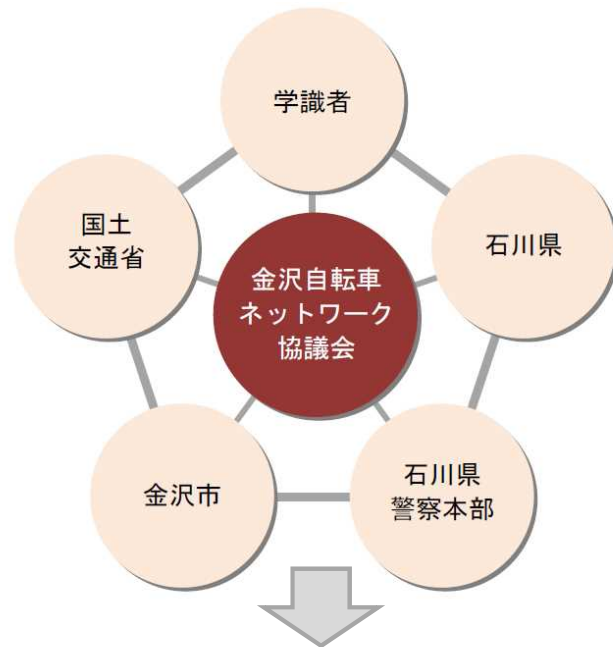 学識者
国土
交通省
石川県
金沢自転車
ネットワーク
協議会
金沢市
石川県
警察本部